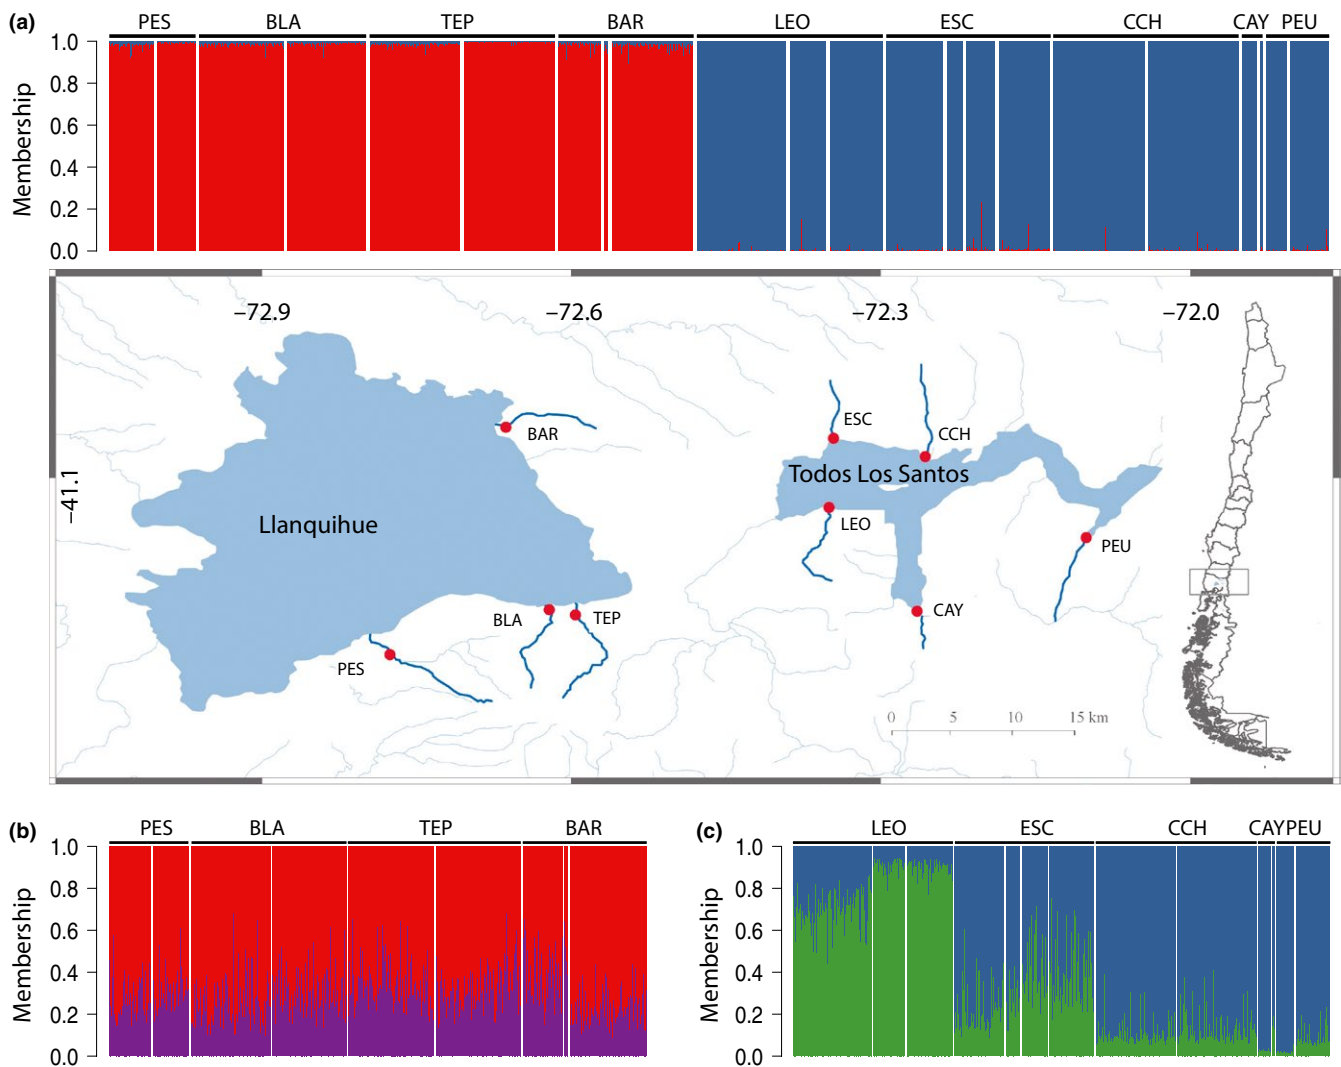 (a) PES BLA TEP BAR LEO ESC CCH CAY PEU
1.0
0.8
0.6
0.4
0.2
0.0
Membership
−72.9 −72.6 −72.3 −72.0
−41.1
BAR
ESC
CCH
Todos Los Santos
Llanquihue
LEO
PEU
BLA
TEP
CAY
PES
0 5 10 15 km
(b) PES BLA TEP BAR
1.0
0.8
0.6
0.4
0.2
0.0
Membership
(c) LEO ESC CCH CAY PEU
1.0
0.8
0.6
0.4
0.2
0.0
Membership